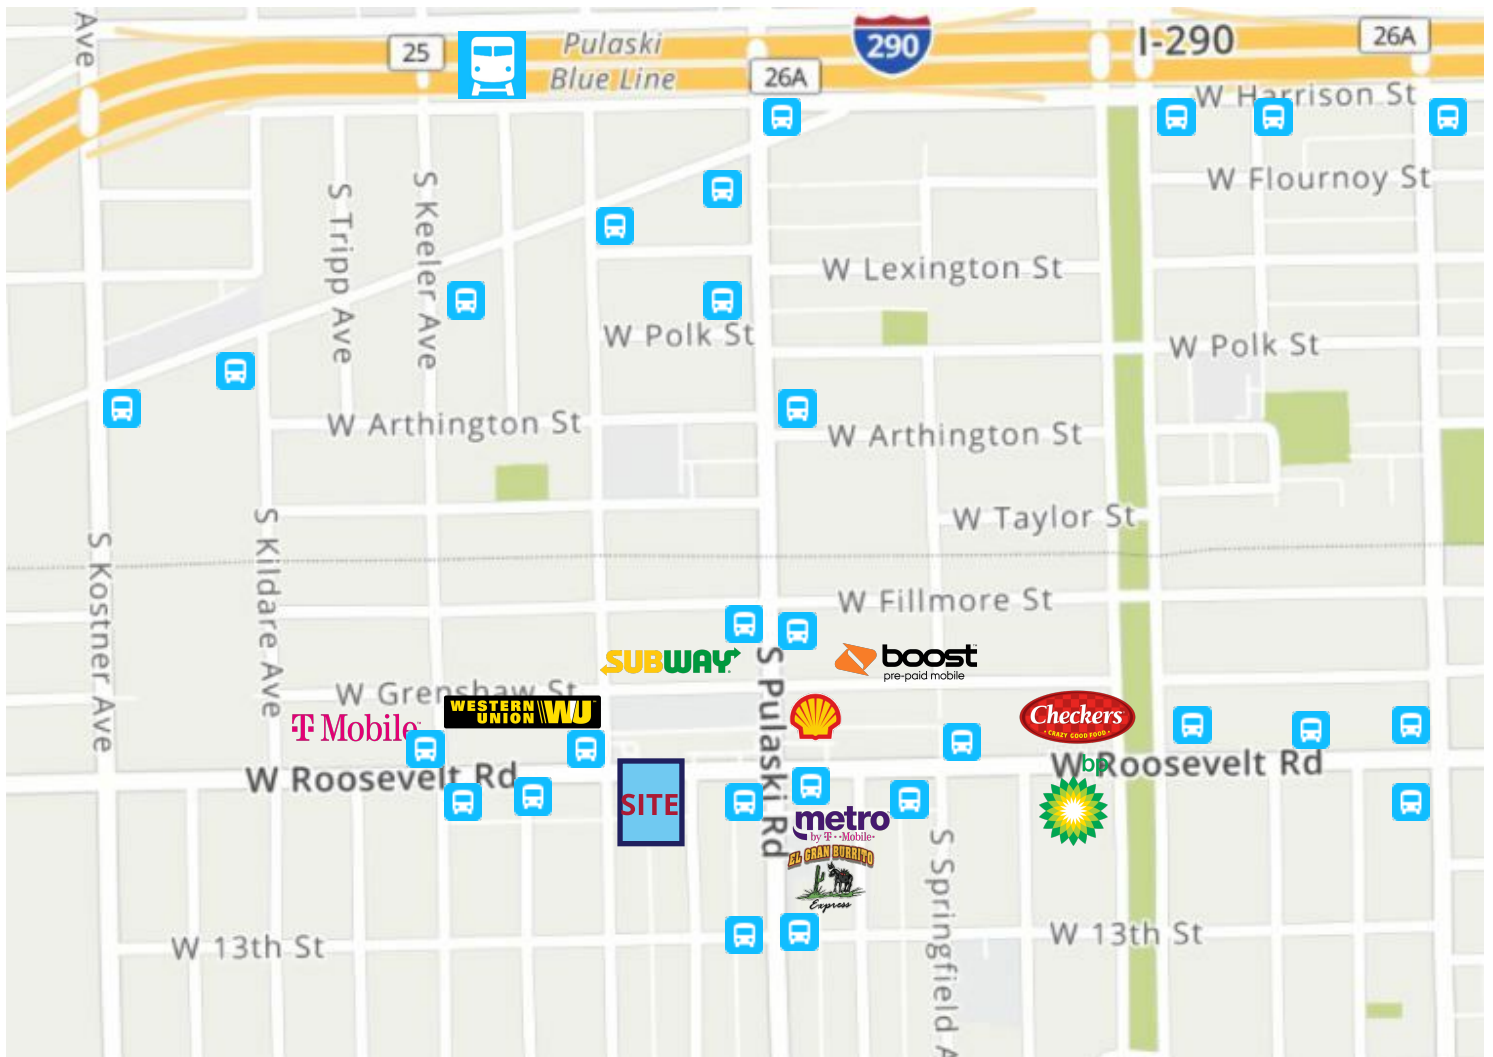 Ave
25
Pulaski
Blue Line
26A
290
I-290
26A
W Harrison St
W Flournoy St
S Tripp Ave
S Keeler Ave
W Lexington St
W Polk St
W Polk St
W Arthington St
W Arthington St
W Taylor St
S Kostner Ave
S Kildare Ave
W Fillmore St
SUBWAY
S Pulaski Rd
boost
pre-paid mobile
W Grenshaw St
T Mobile
WESTERN
UNION WU
Checkers
CRAZY GOOD FOOD
W Roosevelt Rd
W Roosevelt Rd
bp
SITE
metro
by T-Mobile
EL GRAN BURRITO
Express
S Springfield A
W 13th St
W 13th St